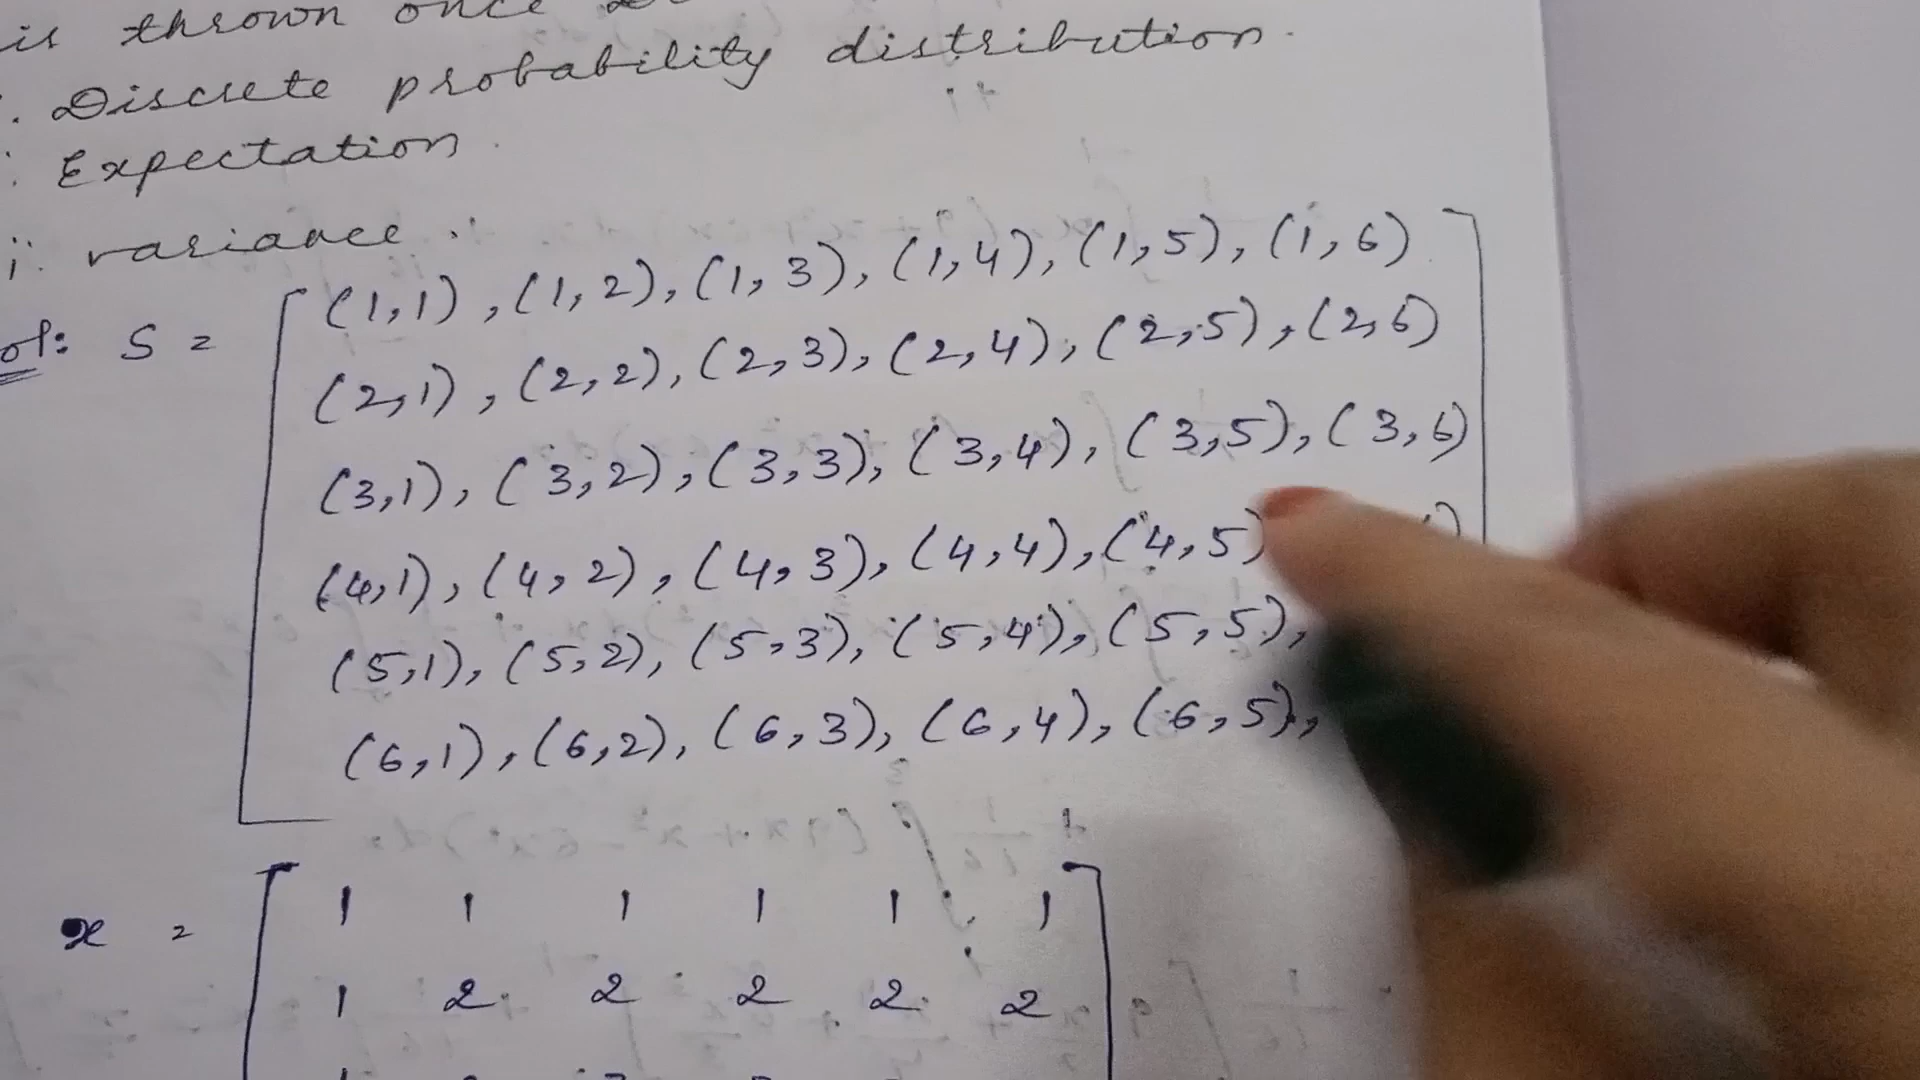 is thrown once
Discrete probability distribution.
Expectation.
variance.
S = (1,1), (1,2), (1,3), (1,4), (1,5), (1,6)
(2,1), (2,2), (2,3), (2,4), (2,5), (2,6)
(3,1), (3,2), (3,3), (3,4), (3,5), (3,6)
(4,1), (4,2), (4,3), (4,4), (4,5)
(5,1), (5,2), (5,3), (5,4), (5,5),
(6,1), (6,2), (6,3), (6,4), (6,5),
x = 1 1 1 1 1 1
1 2 2 2 2 2